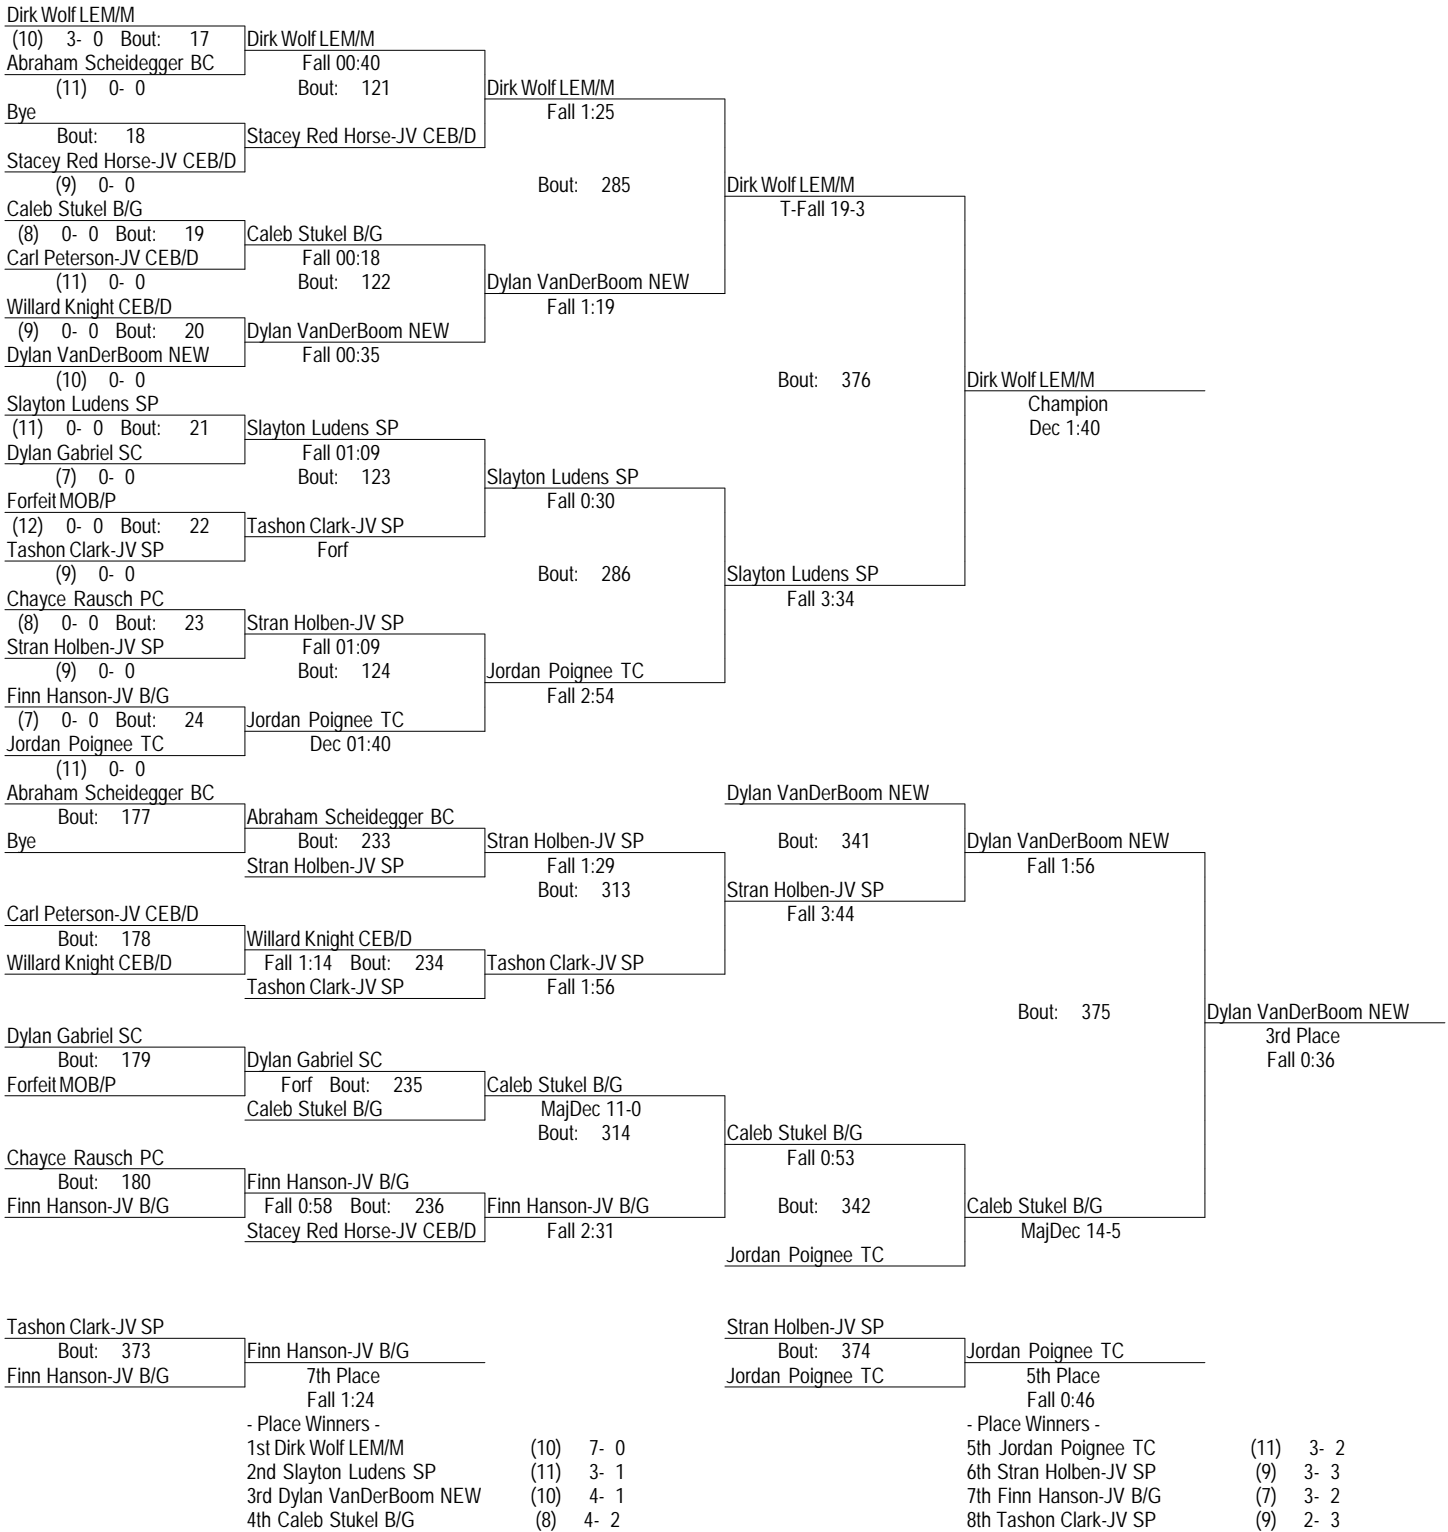 Dirk Wolf LEM/M
(10) 3- 0 Bout: 17 Dirk Wolf LEM/M
Abraham Scheidegger BC Fall 00:40
(11) 0- 0 Bout: 121 Dirk Wolf LEM/M
Bye Fall 1:25
Bout: 18 Stacey Red Horse-JV CEB/D
Stacey Red Horse-JV CEB/D
(9) 0- 0 Bout: 285 Dirk Wolf LEM/M
Caleb Stukel B/G T-Fall 19-3
(8) 0- 0 Bout: 19 Caleb Stukel B/G
Carl Peterson-JV CEB/D Fall 00:18
(11) 0- 0 Bout: 122 Dylan VanDerBoom NEW
Willard Knight CEB/D Fall 1:19
(9) 0- 0 Bout: 20 Dylan VanDerBoom NEW
Dylan VanDerBoom NEW Fall 00:35
(10) 0- 0 Bout: 376 Dirk Wolf LEM/M
Slayton Ludens SP Champion
(11) 0- 0 Bout: 21 Slayton Ludens SP Dec 1:40
Dylan Gabriel SC Fall 01:09
(7) 0- 0 Bout: 123 Slayton Ludens SP
Forfeit MOB/P Fall 0:30
(12) 0- 0 Bout: 22 Tashon Clark-JV SP
Tashon Clark-JV SP Forf
(9) 0- 0 Bout: 286 Slayton Ludens SP
Chayce Rausch PC Fall 3:34
(8) 0- 0 Bout: 23 Stran Holben-JV SP
Stran Holben-JV SP Fall 01:09
(9) 0- 0 Bout: 124 Jordan Poignee TC
Finn Hanson-JV B/G Fall 2:54
(7) 0- 0 Bout: 24 Jordan Poignee TC
Jordan Poignee TC Dec 01:40
(11) 0- 0
Abraham Scheidegger BC Dylan VanDerBoom NEW
Bout: 177 Abraham Scheidegger BC
Bye Bout: 233 Stran Holben-JV SP Bout: 341 Dylan VanDerBoom NEW
Stran Holben-JV SP Fall 1:29 Fall 1:56
Bout: 313 Stran Holben-JV SP
Carl Peterson-JV CEB/D Fall 3:44
Bout: 178 Willard Knight CEB/D
Willard Knight CEB/D Fall 1:14 Bout: 234 Tashon Clark-JV SP
Tashon Clark-JV SP Fall 1:56
Bout: 375 Dylan VanDerBoom NEW
Dylan Gabriel SC 3rd Place
Bout: 179 Dylan Gabriel SC Fall 0:36
Forfeit MOB/P Forf Bout: 235 Caleb Stukel B/G
Caleb Stukel B/G MajDec 11-0
Bout: 314 Caleb Stukel B/G
Chayce Rausch PC Fall 0:53
Bout: 180 Finn Hanson-JV B/G
Finn Hanson-JV B/G Fall 0:58 Bout: 236 Finn Hanson-JV B/G Bout: 342 Caleb Stukel B/G
Stacey Red Horse-JV CEB/D Fall 2:31 MajDec 14-5
Jordan Poignee TC
Tashon Clark-JV SP Stran Holben-JV SP
Bout: 373 Finn Hanson-JV B/G Bout: 374 Jordan Poignee TC
Finn Hanson-JV B/G 7th Place Jordan Poignee TC 5th Place
Fall 1:24 Fall 0:46
- Place Winners - - Place Winners -
1st Dirk Wolf LEM/M (10) 7- 0 5th Jordan Poignee TC (11) 3- 2
2nd Slayton Ludens SP (11) 3- 1 6th Stran Holben-JV SP (9) 3- 3
3rd Dylan VanDerBoom NEW (10) 4- 1 7th Finn Hanson-JV B/G (7) 3- 2
4th Caleb Stukel B/G (8) 4- 2 8th Tashon Clark-JV SP (9) 2- 3